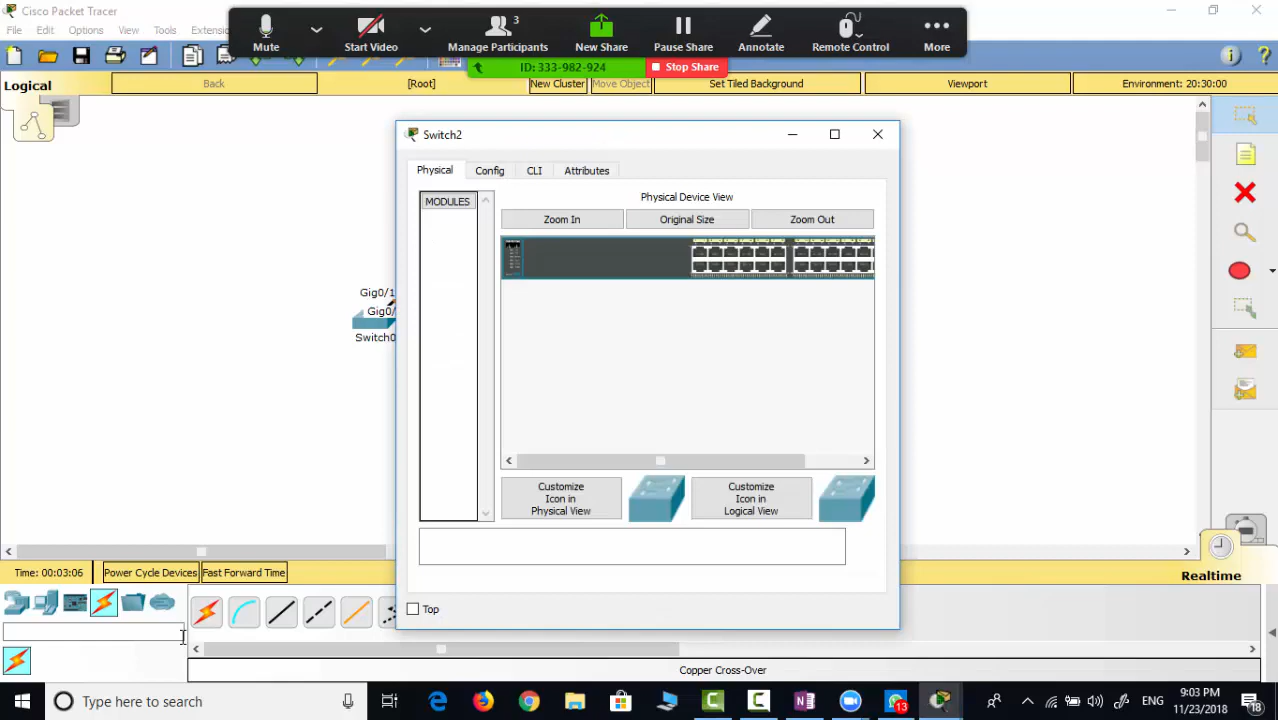 Cisco Packet Tracer
File Edit Options View Tools Extensi
3
Mute Start Video Manage Participants New Share Pause Share Annotate Remote Control More
ID: 333-982-924 Stop Share
Logical Back [Root] New Cluster Move Object Set Tiled Background Viewport Environment: 20:30:00
Switch2
Physical Config CLI Attributes
MODULES
Physical Device View
Zoom In Original Size Zoom Out
Gig0/1
Gig0/
Switch0
Customize
Icon in
Physical View
Customize
Icon in
Logical View
Top
Time: 00:03:06 Power Cycle Devices Fast Forward Time
Realtime
Copper Cross-Over
Type here to search
13
ENG
9:03 PM
11/23/2018
18